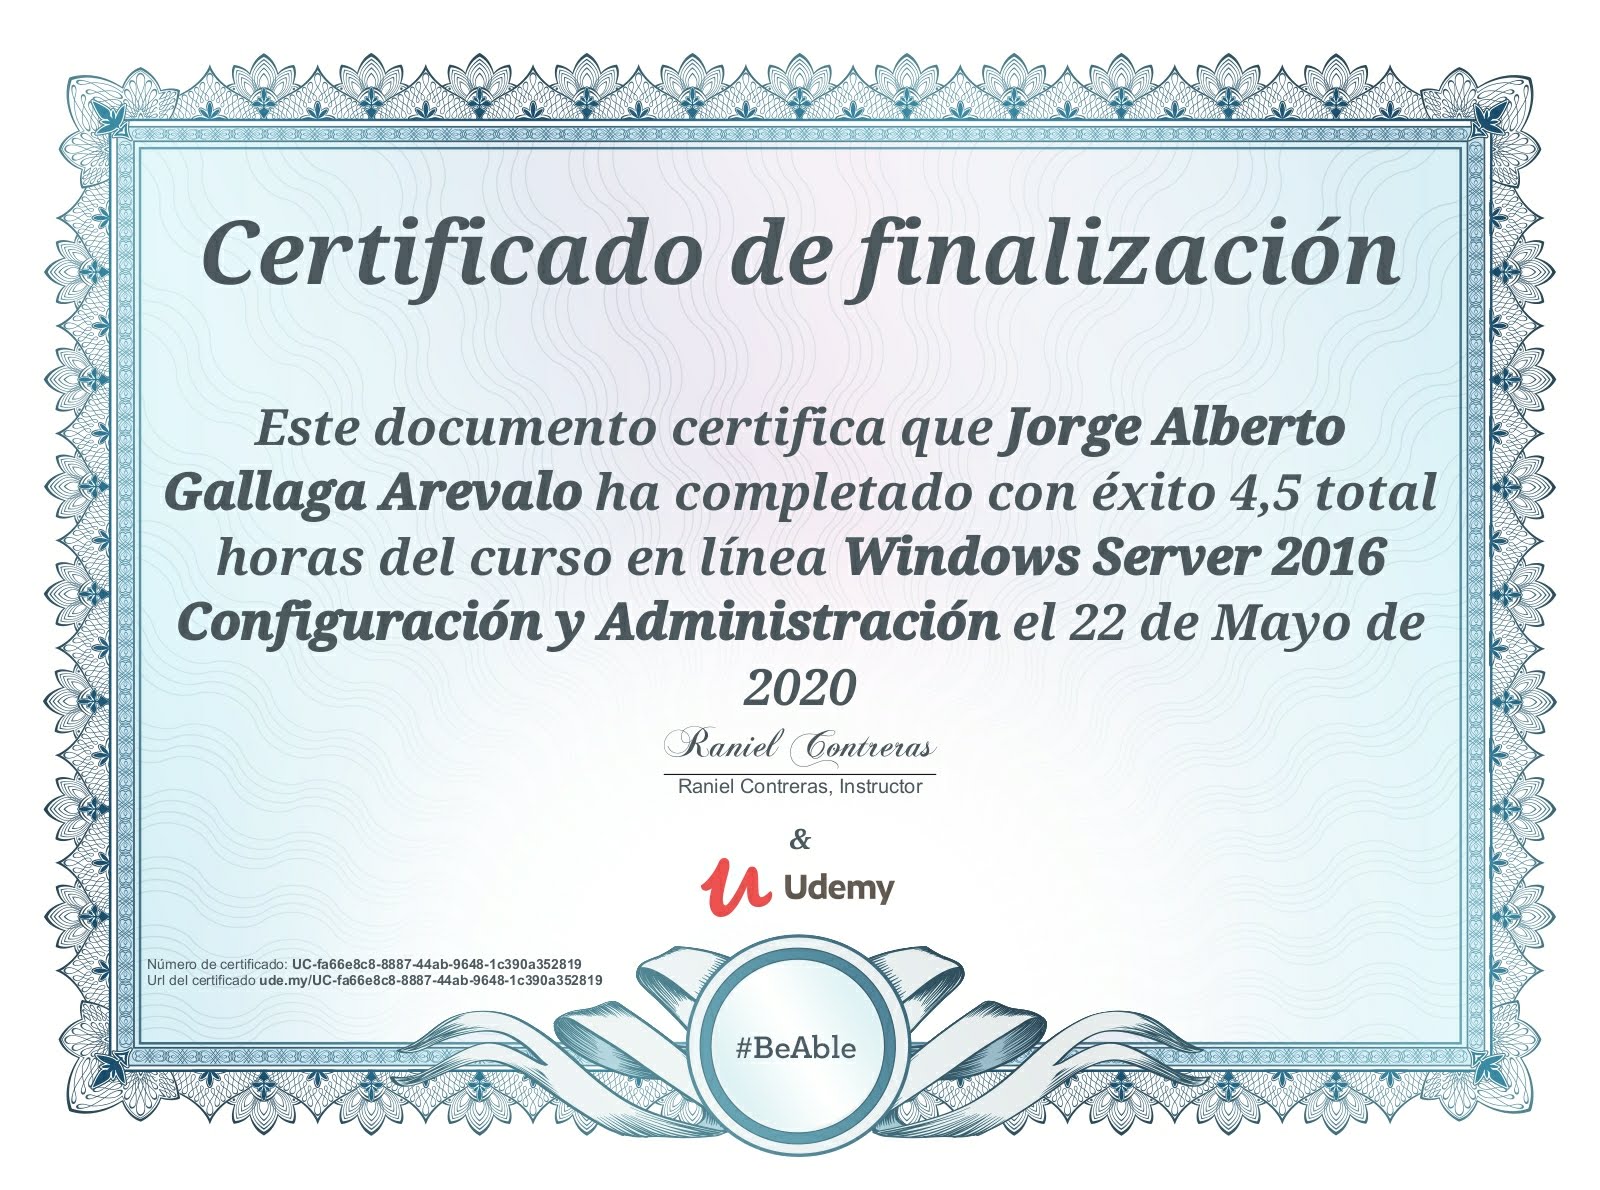 Certificado de finalización
Este documento certifica que Jorge Alberto
Gallaga Arevalo ha completado con éxito 4,5 total
horas del curso en línea Windows Server 2016
Configuración y Administración el 22 de Mayo de
2020
Raniel Contreras
Raniel Contreras, Instructor
&
Udemy
Número de certificado: UC-fa66e8c8-8887-44ab-9648-1c390a352819
Url del certificado ude.my/UC-fa66e8c8-8887-44ab-9648-1c390a352819
#BeAble